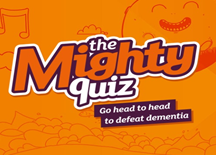 the
Mighty
quiz
Go head to head
to defeat dementia